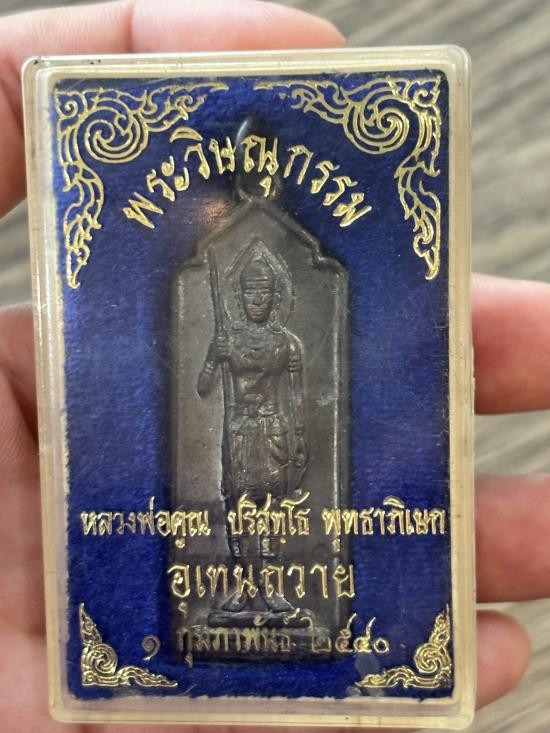 พระวิษณุกรรม
หลวงพ่อคูณ ปริสุทฺโธ พุทธาภิเษก
อุเทนถวาย
๑ กุมภาพันธ์ ๒๕๔๐